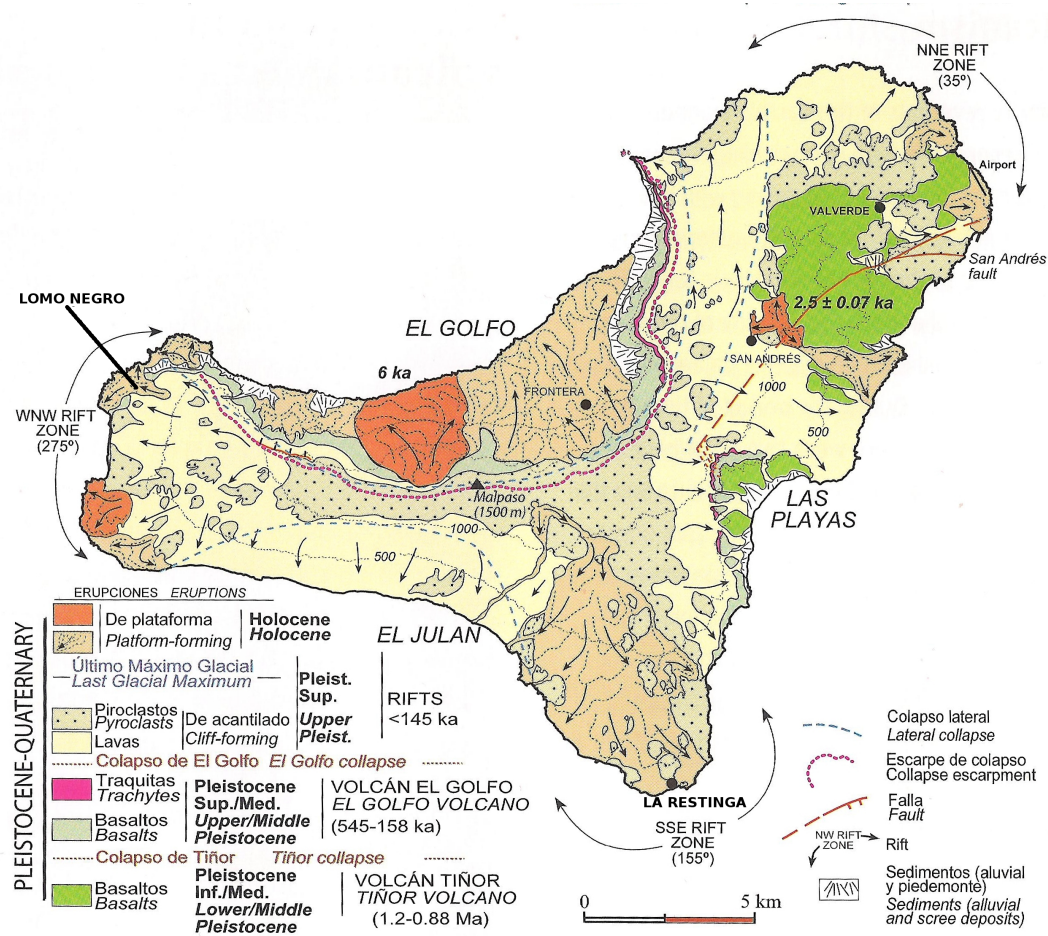 NNE RIFT
ZONE
(35º)
Airport
VALVERDE
San Andrés
fault
2.5 ± 0.07 ka
SAN ANDRÉS
1000
500
LOMO NEGRO
EL GOLFO
6 ka
FRONTERA
WNW RIFT
ZONE
(275º)
Malpaso
(1500 m)
1000
500
LAS
PLAYAS
EL JULAN
LA RESTINGA
SSE RIFT
ZONE
(155º)
0 5 km
PLEISTOCENE-QUATERNARY
ERUPCIONES ERUPTIONS
De plataforma
Platform-forming
Holocene
Holocene
Último Máximo Glacial
Last Glacial Maximum
Pleist.
Sup.
Upper
Pleist.
RIFTS
<145 ka
Piroclastos
Pyroclasts
Lavas
De acantilado
Cliff-forming
Colapso de El Golfo El Golfo collapse
Traquitas
Trachytes
Basaltos
Basalts
Pleistocene
Sup./Med.
Upper/Middle
Pleistocene
VOLCÁN EL GOLFO
EL GOLFO VOLCANO
(545-158 ka)
Colapso de Tiñor Tiñor collapse
Basaltos
Basalts
Pleistocene
Inf./Med.
Lower/Middle
Pleistocene
VOLCÁN TIÑOR
TIÑOR VOLCANO
(1.2-0.88 Ma)
Colapso lateral
Lateral collapse
Escarpe de colapso
Collapse escarpment
Falla
Fault
NW RIFT
ZONE
Rift
Sedimentos (aluvial
y piedemonte)
Sediments (alluvial
and scree deposits)